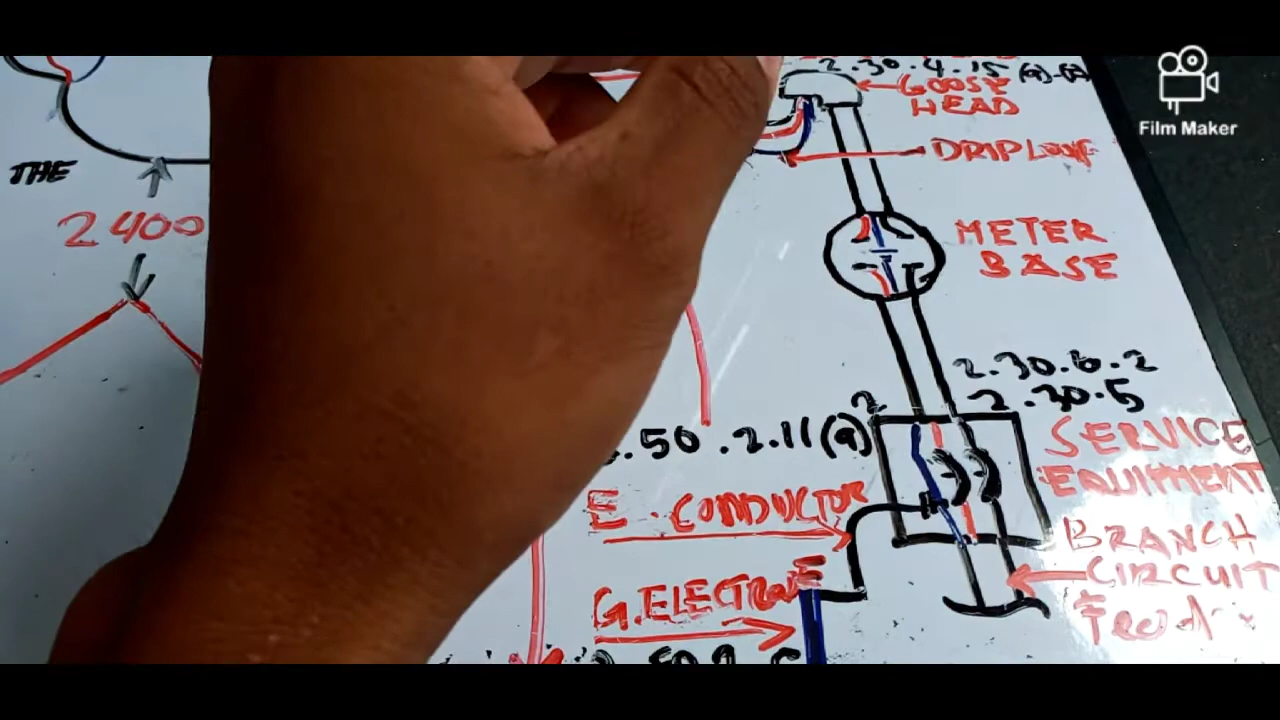 2.30.4.15
GOOSE
HEAD
Film Maker
DRIP LOOP
THE
2400
METER
BASE
2.30.6.2
2.30.5
.50.2.11(a)
SERVICE
EQUIPMENT
E. CONDUCTOR
BRANCH
CIRCUIT
G.ELECTRODE